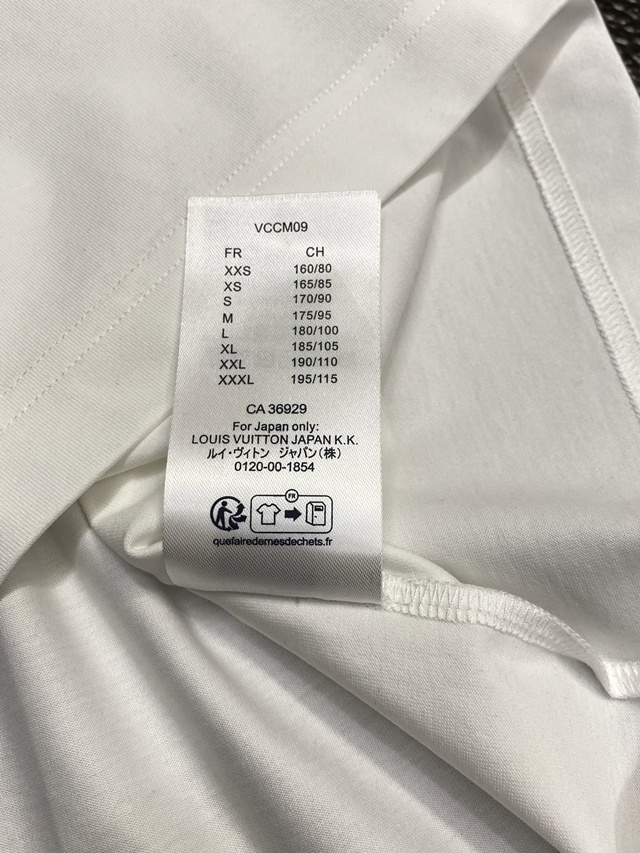 VCCM09
FR CH
XXS 160/80
XS 165/85
S 170/90
M 175/95
L 180/100
XL 185/105
XXL 190/110
XXXL 195/115
CA 36929
For Japan only:
LOUIS VUITTON JAPAN K.K.
ルイ・ヴィトン ジャパン(株)
0120-00-1854
FR
quefairedemesdechets.fr